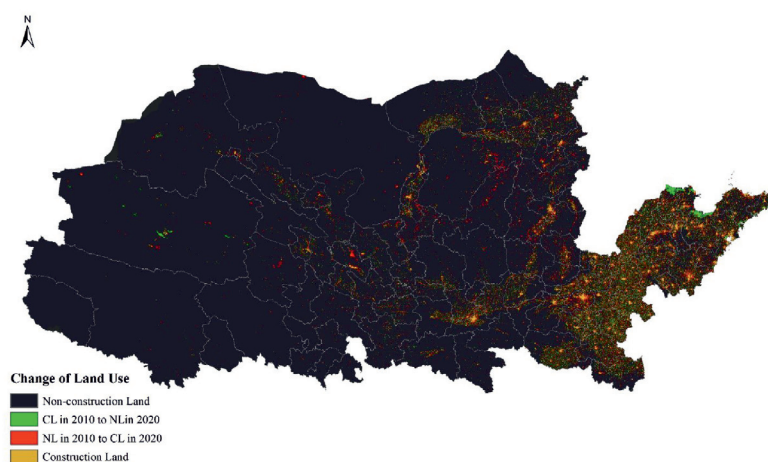 N
Change of Land Use
Non-construction Land
CL in 2010 to NLin 2020
NL in 2010 to CL in 2020
Construction Land